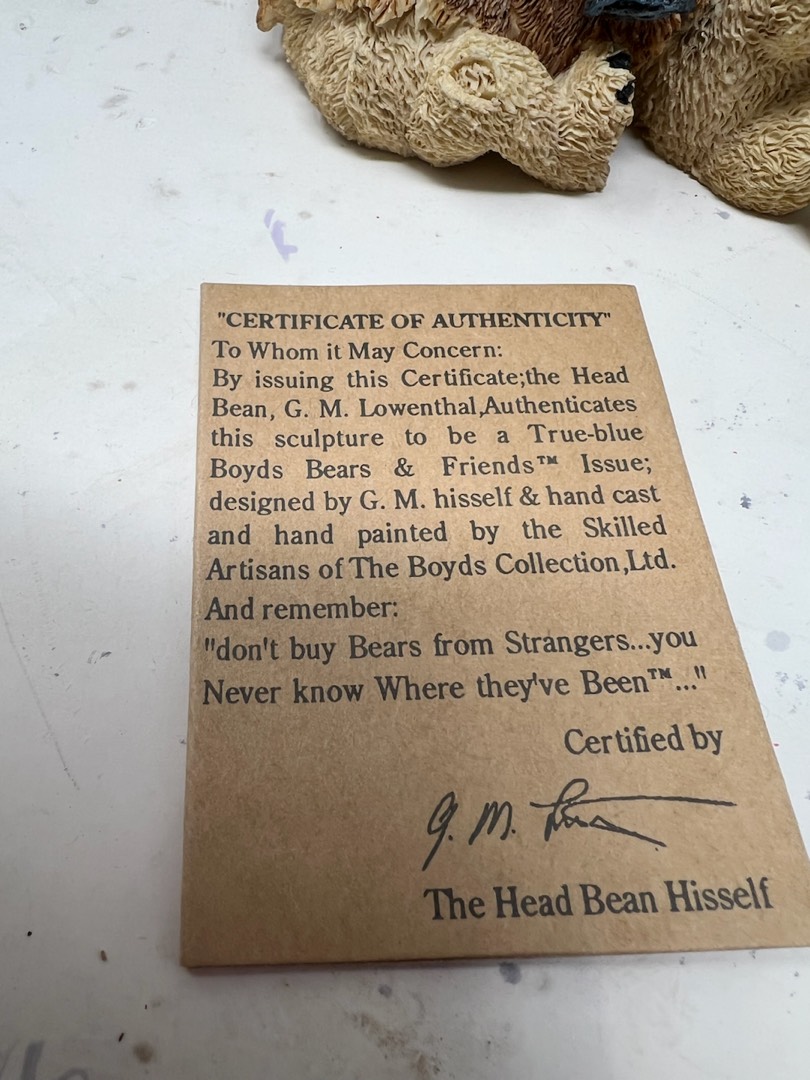 "CERTIFICATE OF AUTHENTICITY"
To Whom it May Concern:
By issuing this Certificate;the Head
Bean, G. M. Lowenthal,Authenticates
this sculpture to be a True-blue
Boyds Bears & Friends™ Issue;
designed by G. M. hisself & hand cast
and hand painted by the Skilled
Artisans of The Boyds Collection,Ltd.
And remember:
"don't buy Bears from Strangers...you
Never know Where they've Been™..."
Certified by
G. M.
The Head Bean Hisself